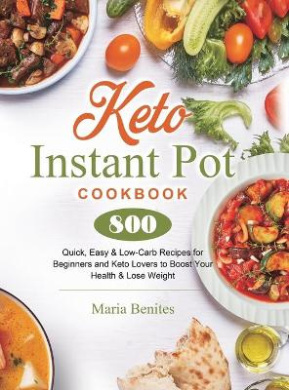 Keto
Instant Pot
COOKBOOK
800
Quick, Easy & Low-Carb Recipes for
Beginners and Keto Lovers to Boost Your
Health & Lose Weight
Maria Benites